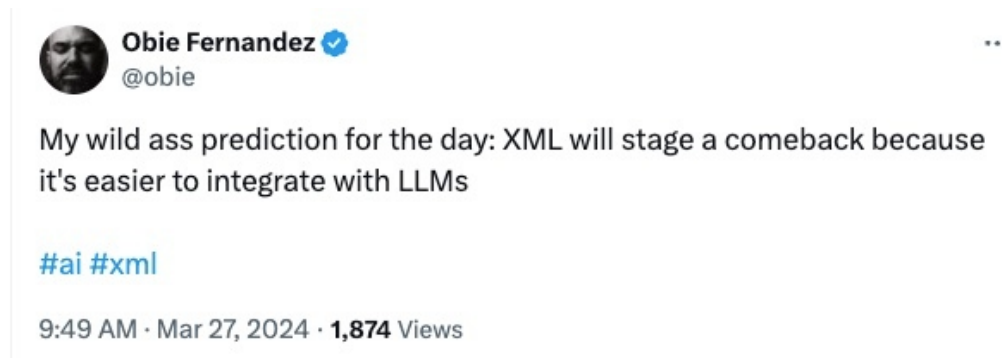 Obie Fernandez
@obie
My wild ass prediction for the day: XML will stage a comeback because
it's easier to integrate with LLMs
#ai #xml
9:49 AM · Mar 27, 2024 · 1,874 Views